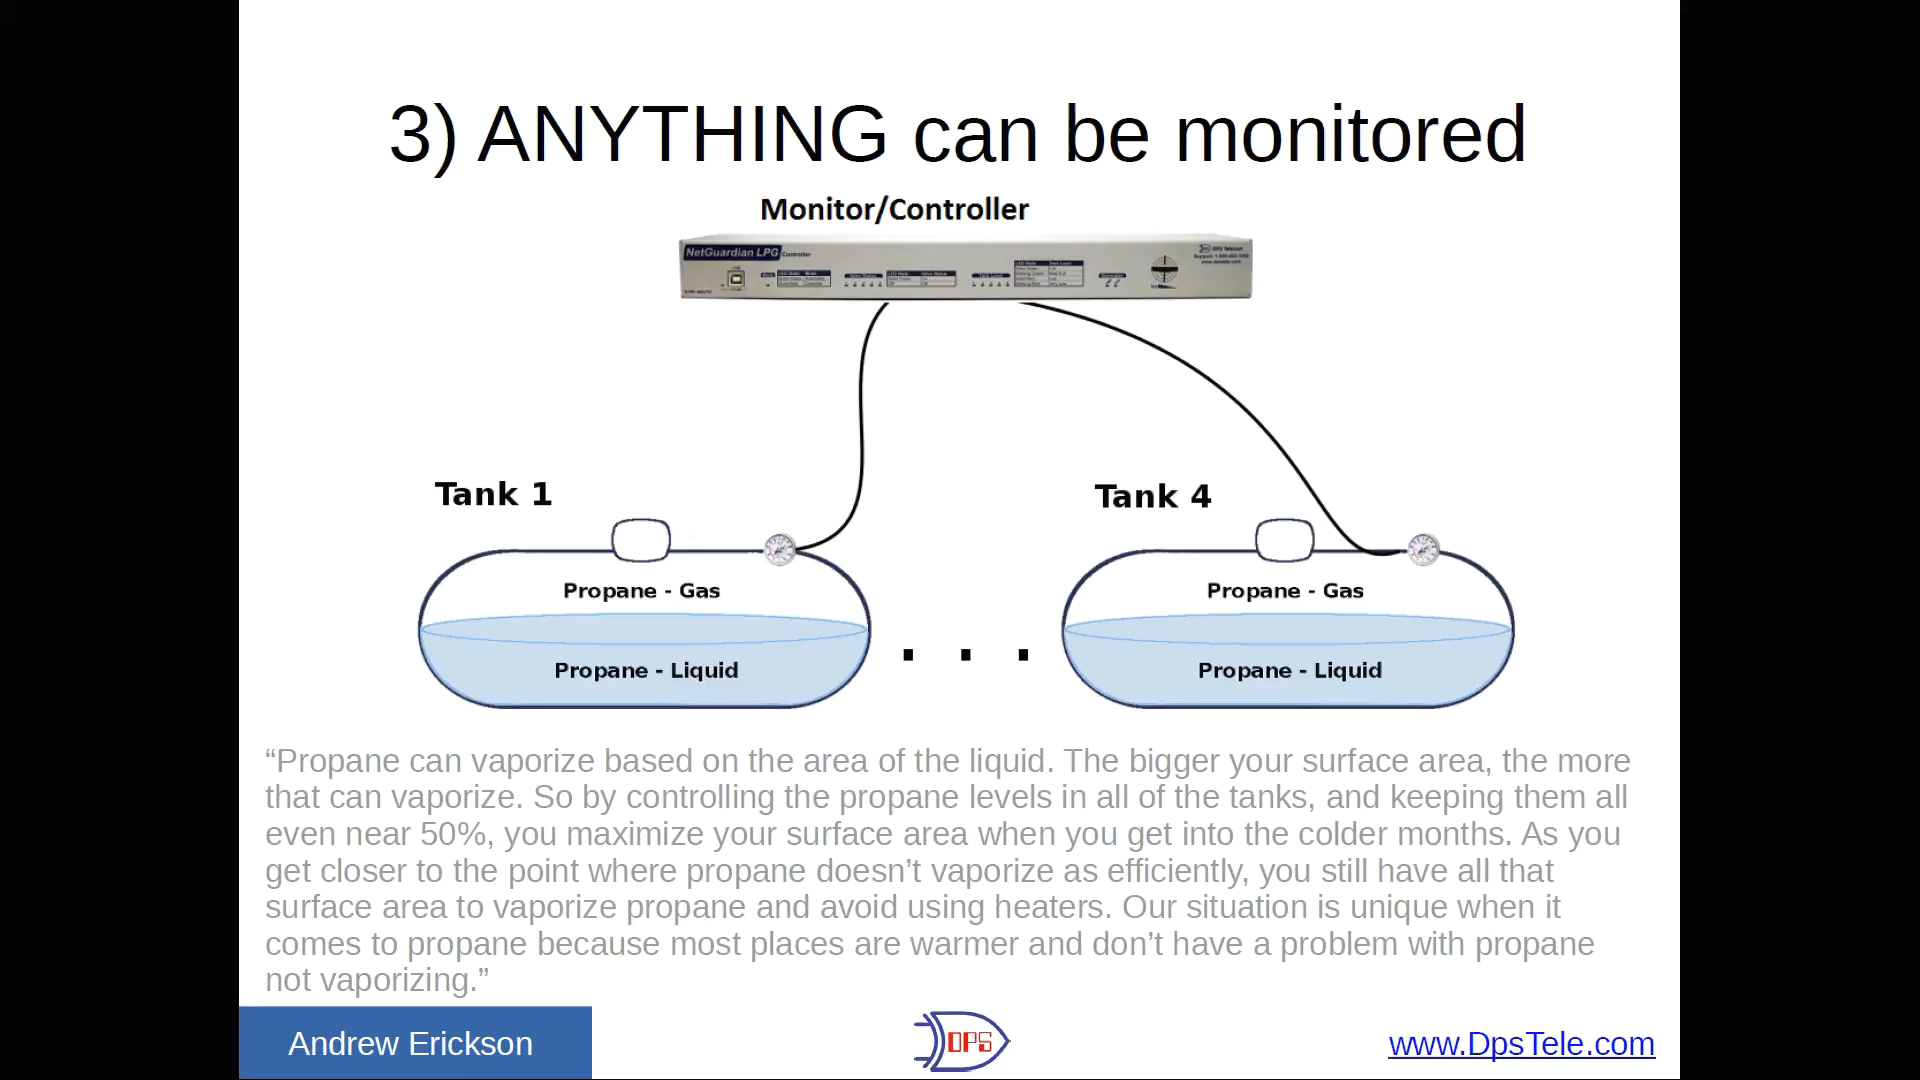 3) ANYTHING can be monitored
Monitor/Controller
NetGuardian LPG Controller
Tank 1
Tank 4
Propane - Gas
Propane - Gas
Propane - Liquid
Propane - Liquid
. . .
“Propane can vaporize based on the area of the liquid. The bigger your surface area, the more
that can vaporize. So by controlling the propane levels in all of the tanks, and keeping them all
even near 50%, you maximize your surface area when you get into the colder months. As you
get closer to the point where propane doesn’t vaporize as efficiently, you still have all that
surface area to vaporize propane and avoid using heaters. Our situation is unique when it
comes to propane because most places are warmer and don’t have a problem with propane
not vaporizing.”
Andrew Erickson
DPS
www.DpsTele.com